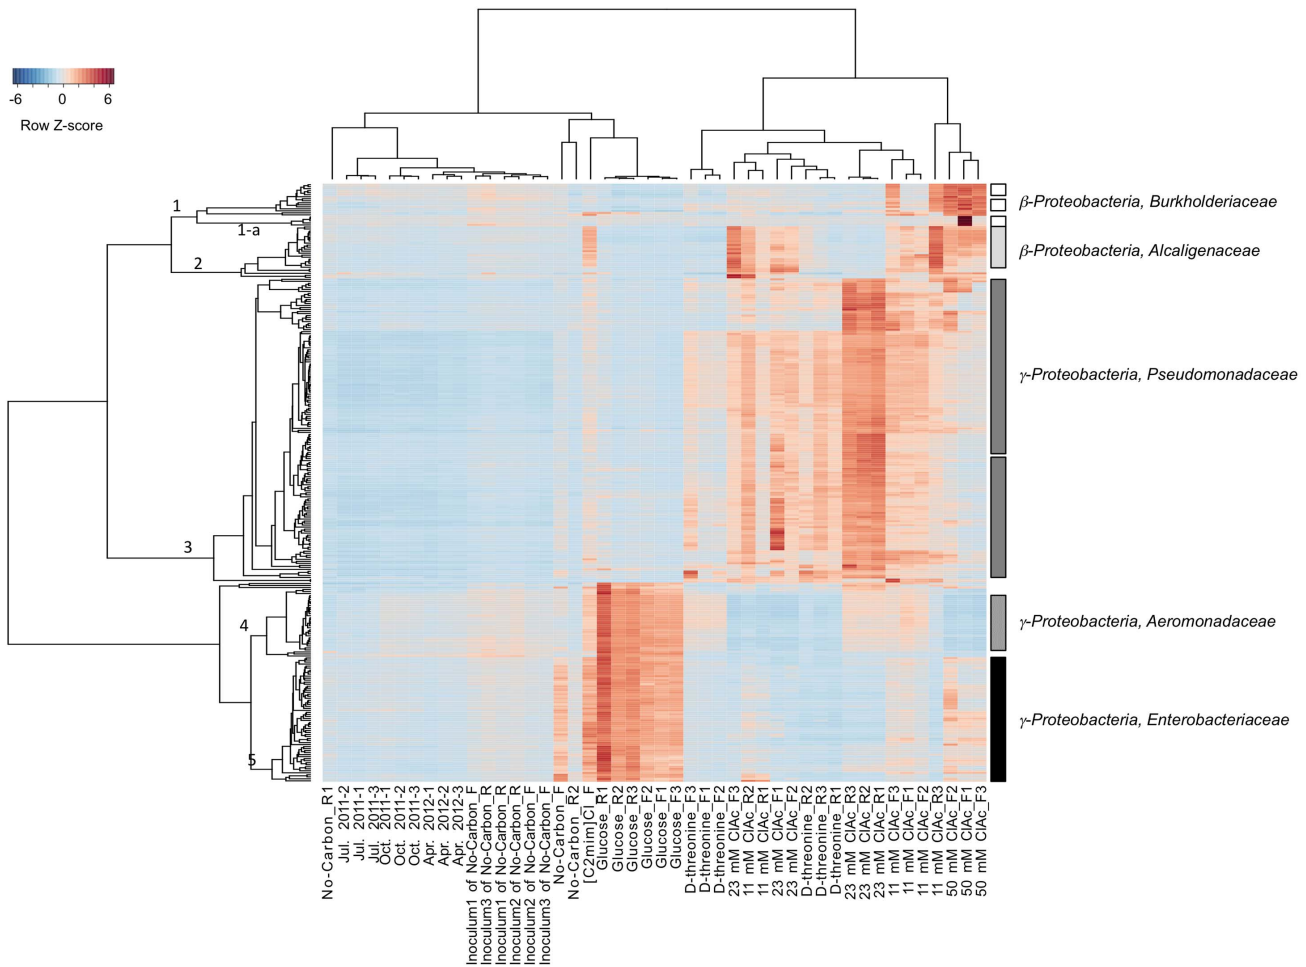 -6
0
6
Row Z-score
1
1-a
2
3
4
5
β-Proteobacteria, Burkholderiaceae
β-Proteobacteria, Alcaligenaceae
γ-Proteobacteria, Pseudomonadaceae
γ-Proteobacteria, Aeromonadaceae
γ-Proteobacteria, Enterobacteriaceae
No-Carbon_R1
Jul. 2011-2
Jul. 2011-1
Jul. 2011-3
Oct. 2011-1
Oct. 2011-2
Oct. 2011-3
Apr. 2012-1
Apr. 2012-2
Apr. 2012-3
Inoculum1 of No-Carbon_F
Inoculum3 of No-Carbon_R
Inoculum1 of No-Carbon_R
Inoculum2 of No-Carbon_R
Inoculum2 of No-Carbon_F
Inoculum3 of No-Carbon_F
No-Carbon_F
No-Carbon_R2
[C2mim]Cl_F
Glucose_R1
Glucose_R2
Glucose_R3
Glucose_F2
Glucose_F1
Glucose_F3
D-threonine_F3
D-threonine_F1
D-threonine_F2
23 mM ClAc_F3
11 mM ClAc_R2
11 mM ClAc_R1
23 mM ClAc_F1
23 mM ClAc_F2
D-threonine_R2
D-threonine_R3
D-threonine_R1
23 mM ClAc_R3
23 mM ClAc_R2
23 mM ClAc_R1
11 mM ClAc_F3
11 mM ClAc_F1
11 mM ClAc_F2
11 mM ClAc_R3
50 mM ClAc_F2
50 mM ClAc_F1
50 mM ClAc_F3